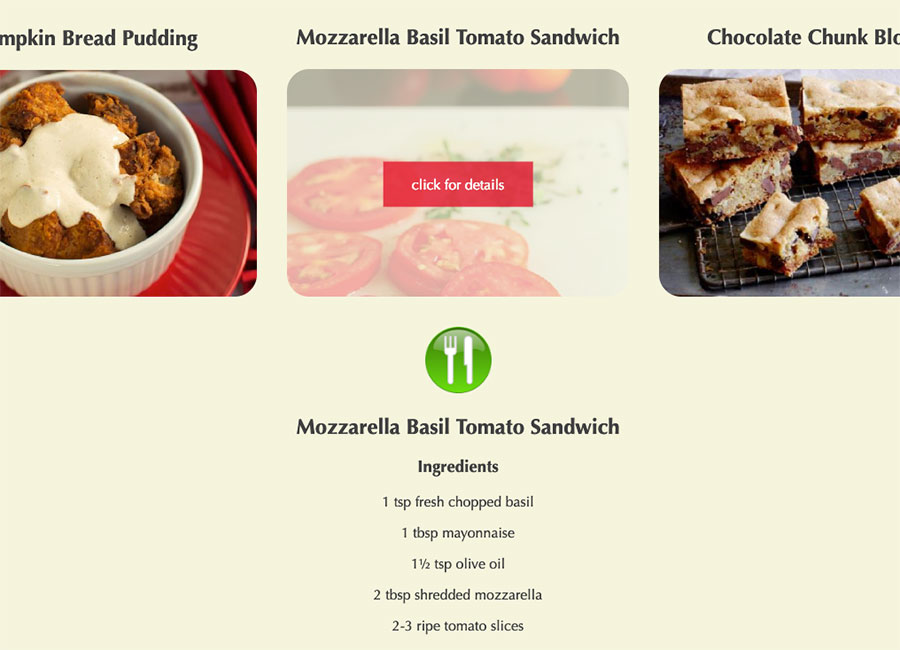 mpkin Bread Pudding
Mozzarella Basil Tomato Sandwich
Chocolate Chunk Blo
click for details
Mozzarella Basil Tomato Sandwich
Ingredients
1 tsp fresh chopped basil
1 tbsp mayonnaise
1½ tsp olive oil
2 tbsp shredded mozzarella
2-3 ripe tomato slices